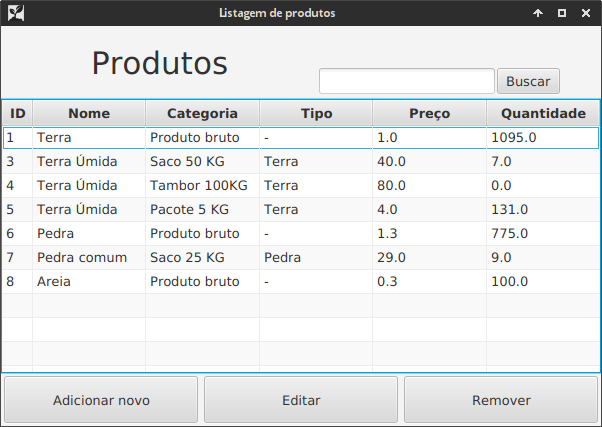 Listagem de produtos
Produtos
Buscar
ID Nome Categoria Tipo Preço Quantidade
1 Terra Produto bruto - 1.0 1095.0
3 Terra Úmida Saco 50 KG Terra 40.0 7.0
4 Terra Úmida Tambor 100KG Terra 80.0 0.0
5 Terra Úmida Pacote 5 KG Terra 4.0 131.0
6 Pedra Produto bruto - 1.3 775.0
7 Pedra comum Saco 25 KG Pedra 29.0 9.0
8 Areia Produto bruto - 0.3 100.0
Adicionar novo Editar Remover